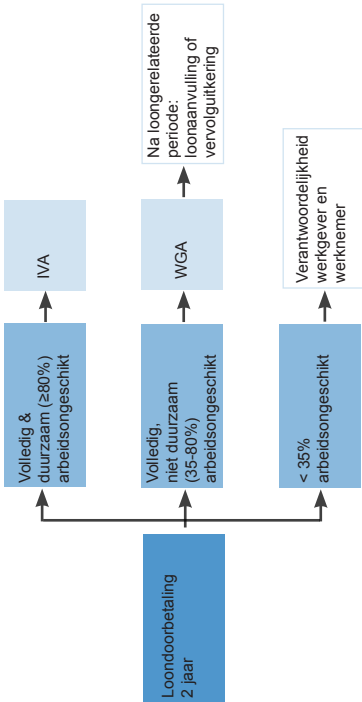 Loondoorbetaling
2 jaar
Volledig &
duurzaam (≥80%)
arbeidsongeschikt
IVA
Volledig,
niet duurzaam
(35-80%)
arbeidsongeschikt
WGA
Na loongerelateerde
periode:
loonaanvulling of
vervolguitkering
< 35%
arbeidsongeschikt
Verantwoordelijkheid
werkgever en
werknemer